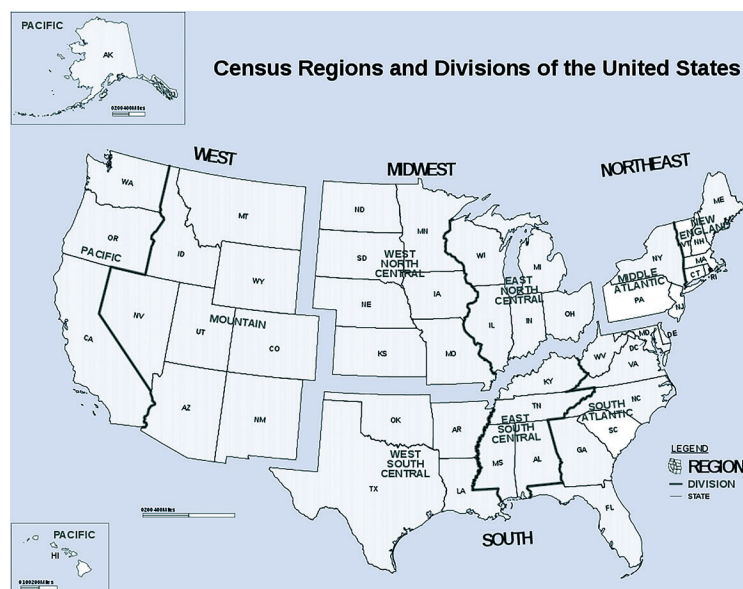 PACIFIC
AK
0200400Miles
Census Regions and Divisions of the United States
WEST
MIDWEST
NORTHEAST
WA
MT
ND
MN
ME
OR
ID
SD
WI
MI
NY
VT
NH
NEW
ENGLAND
MA
CT
RI
PACIFIC
WY
WEST
NORTH
CENTRAL
EAST
NORTH
CENTRAL
MIDDLE
ATLANTIC
PA
NJ
NV
UT
MOUNTAIN
CO
NE
IA
IL
IN
OH
CA
KS
MO
WV
MD
DE
DC
VA
KY
AZ
NM
OK
AR
TN
NC
SOUTH
ATLANTIC
SC
EAST
SOUTH
CENTRAL
WEST
SOUTH
CENTRAL
TX
LA
MS
AL
GA
FL
0200400Miles
SOUTH
LEGEND
REGION
DIVISION
STATE
PACIFIC
HI
0100200Miles